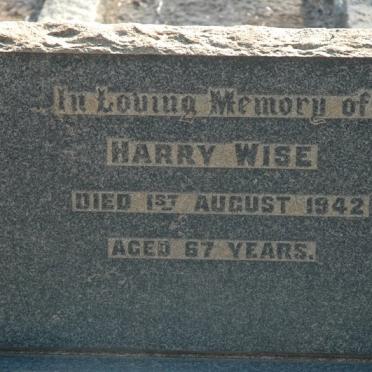 In Loving Memory of
HARRY WISE
DIED 1ST AUGUST 1942
AGED 67 YEARS.